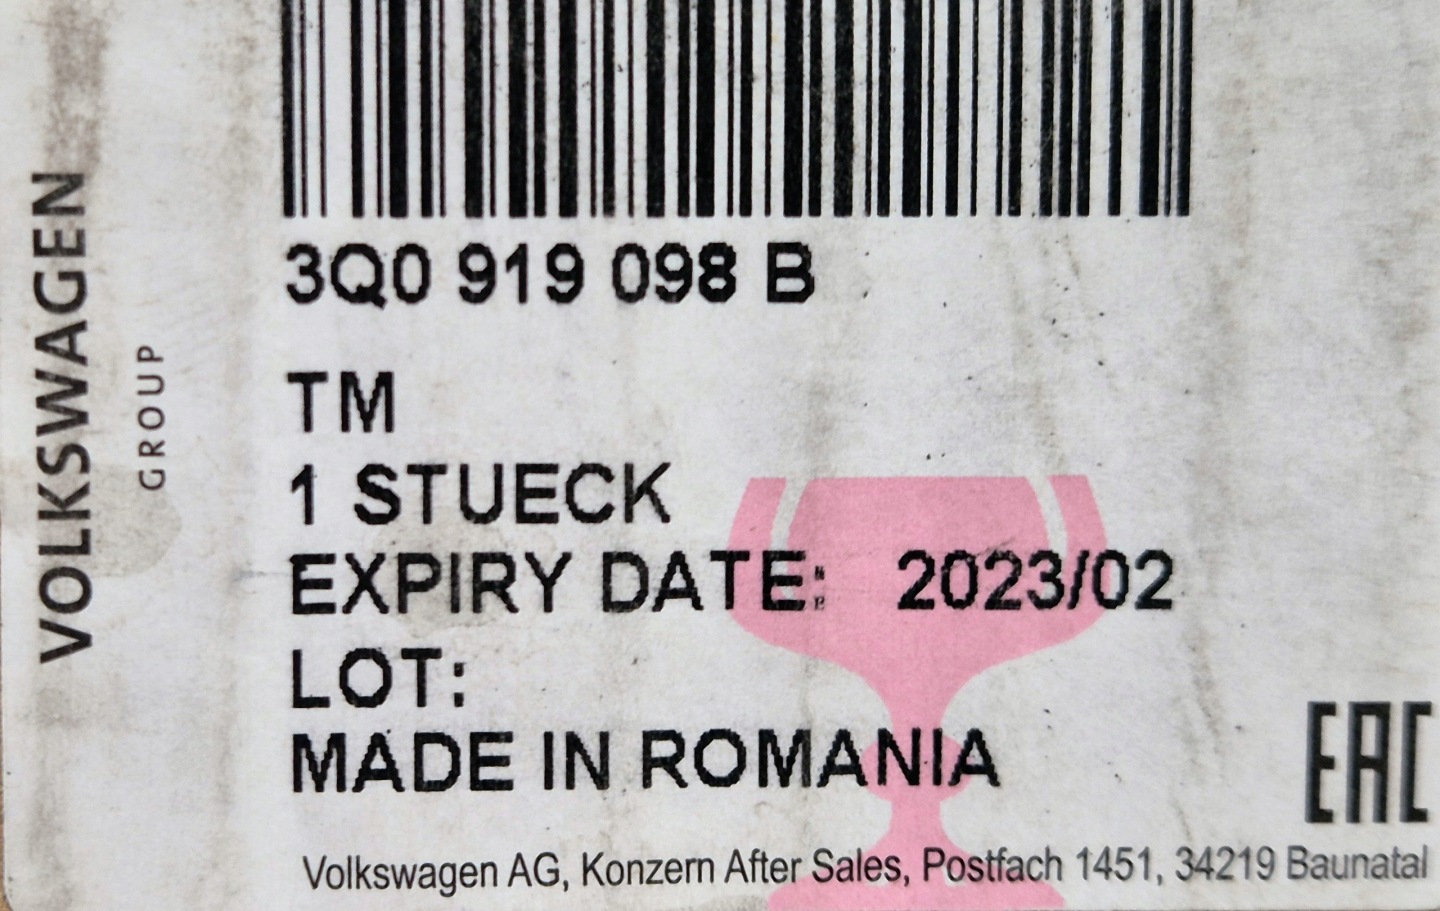 VOLKSWAGEN
GROUP
3Q0 919 098 B
TM
1 STUECK
EXPIRY DATE: 2023/02
LOT:
MADE IN ROMANIA
EAC
Volkswagen AG, Konzern After Sales, Postfach 1451, 34219 Baunatal